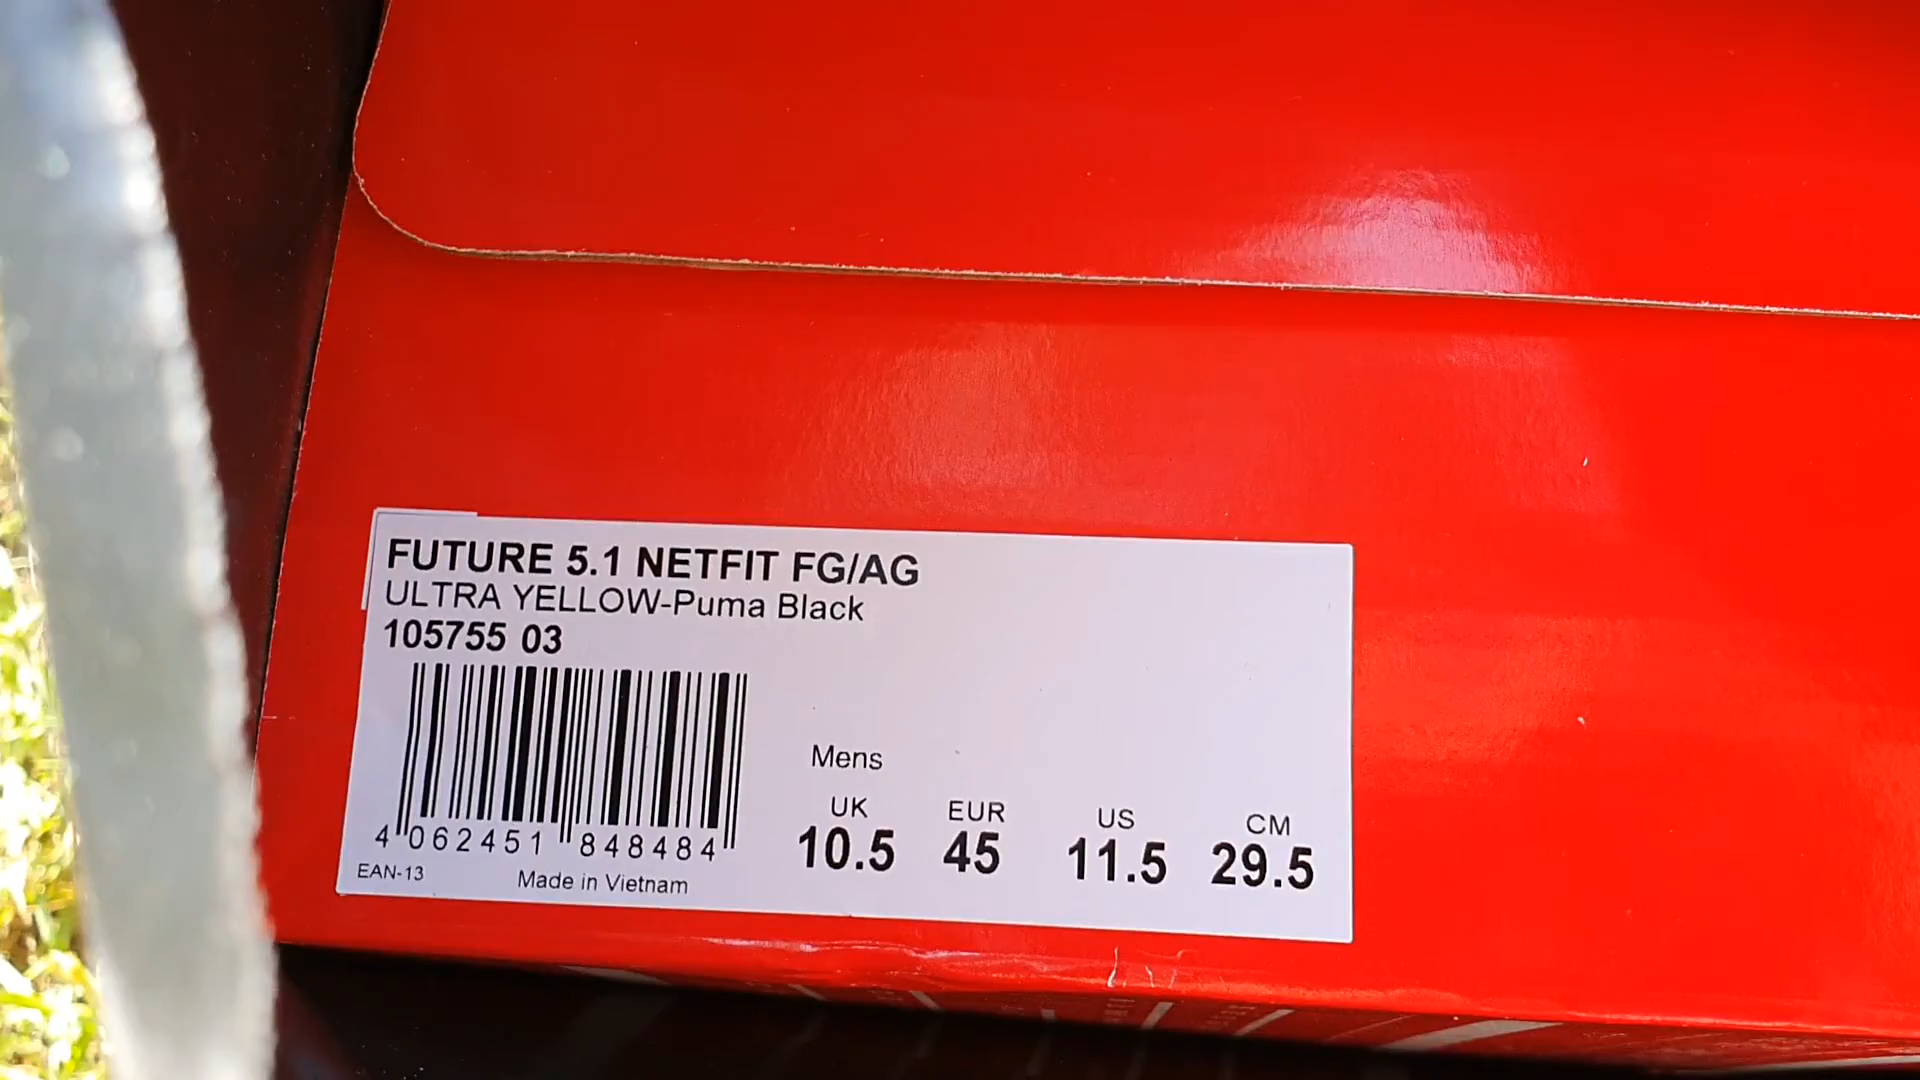 FUTURE 5.1 NETFIT FG/AG
ULTRA YELLOW-Puma Black
105755 03
4 062451 848484
EAN-13
Made in Vietnam
Mens
UK EUR US CM
10.5 45 11.5 29.5